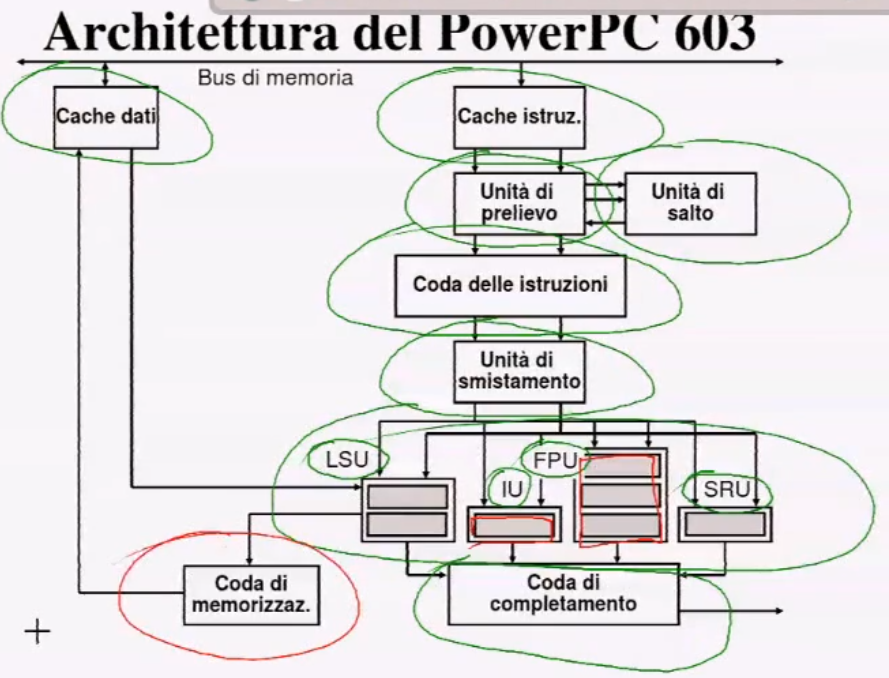 Architettura del PowerPC 603
Bus di memoria
Cache dati
Cache istruz.
Unità di
prelievo
Unità di
salto
Coda delle istruzioni
Unità di
smistamento
LSU
IU
FPU
SRU
Coda di
memorizzaz.
Coda di
completamento